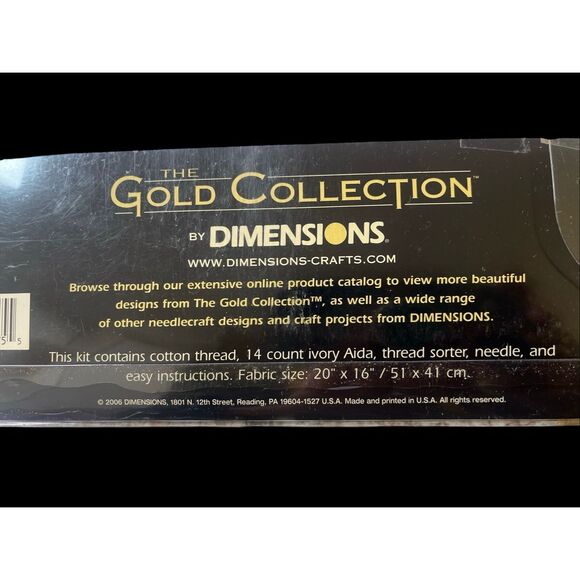 THE
GOLD COLLECTION™
BY DIMENSIONS®
WWW.DIMENSIONS-CRAFTS.COM
Browse through our extensive online product catalog to view more beautiful
designs from The Gold Collection™, as well as a wide range
of other needlecraft designs and craft projects from DIMENSIONS.
5 5
This kit contains cotton thread, 14 count ivory Aida, thread sorter, needle, and
easy instructions. Fabric size: 20" x 16" / 51 x 41 cm.
© 2006 DIMENSIONS, 1801 N. 12th Street, Reading, PA 19604-1527 U.S.A. Made and printed in U.S.A. All rights reserved.